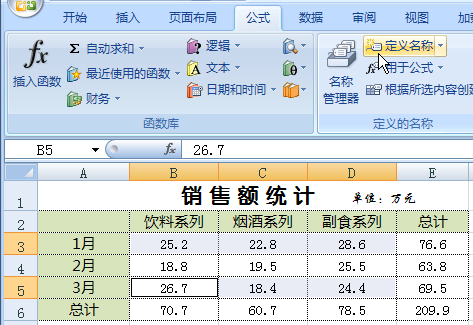 开始 插入 页面布局 公式 数据 审阅 视图
fx Σ 自动求和 逻辑 定义名称
插入函数 最近使用的函数 A 文本 名称管理器 fx 用于公式
财务 日期和时间 根据所选内容创建
函数库 定义的名称
B5 fx 26.7
A B C D E
1 销售额统计 单位：万元
2 饮料系列 烟酒系列 副食系列 总计
3 1月 25.2 22.8 28.6 76.6
4 2月 18.8 19.5 25.5 63.8
5 3月 26.7 18.4 24.4 69.5
6 总计 70.7 60.7 78.5 209.9